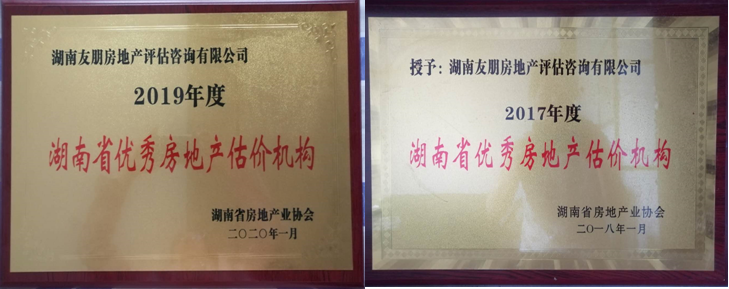 湖南友朋房地产评估咨询有限公司
2019年度
湖南省优秀房地产估价机构
湖南省房地产业协会
二〇二〇年一月
授予：湖南友朋房地产评估咨询有限公司
2017年度
湖南省优秀房地产估价机构
湖南省房地产业协会
二〇一八年一月